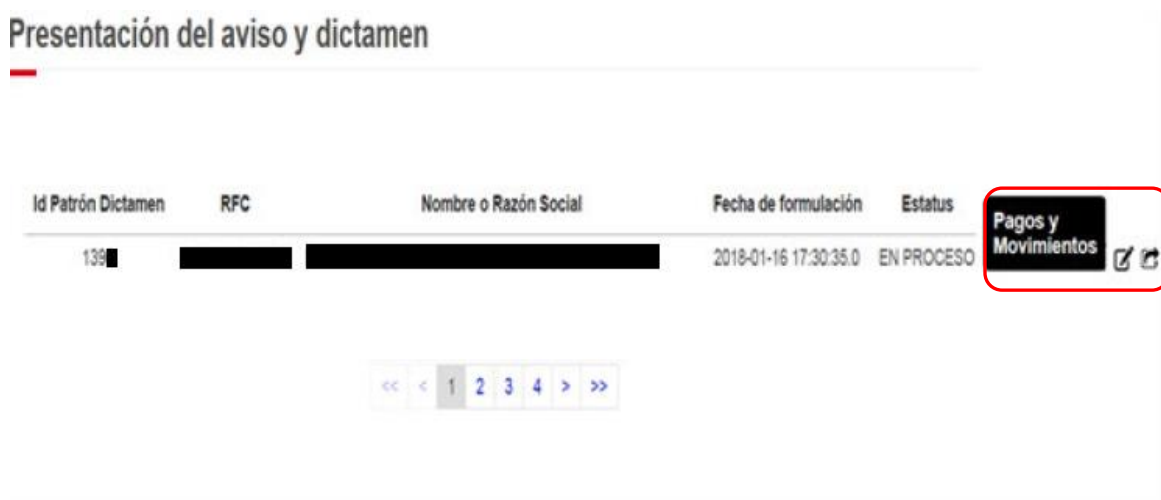 Presentación del aviso y dictamen
Id Patrón Dictamen RFC Nombre o Razón Social Fecha de formulación Estatus
Pagos y
Movimientos
139 2018-01-16 17:30:35.0 EN PROCESO
<< < 1 2 3 4 > >>